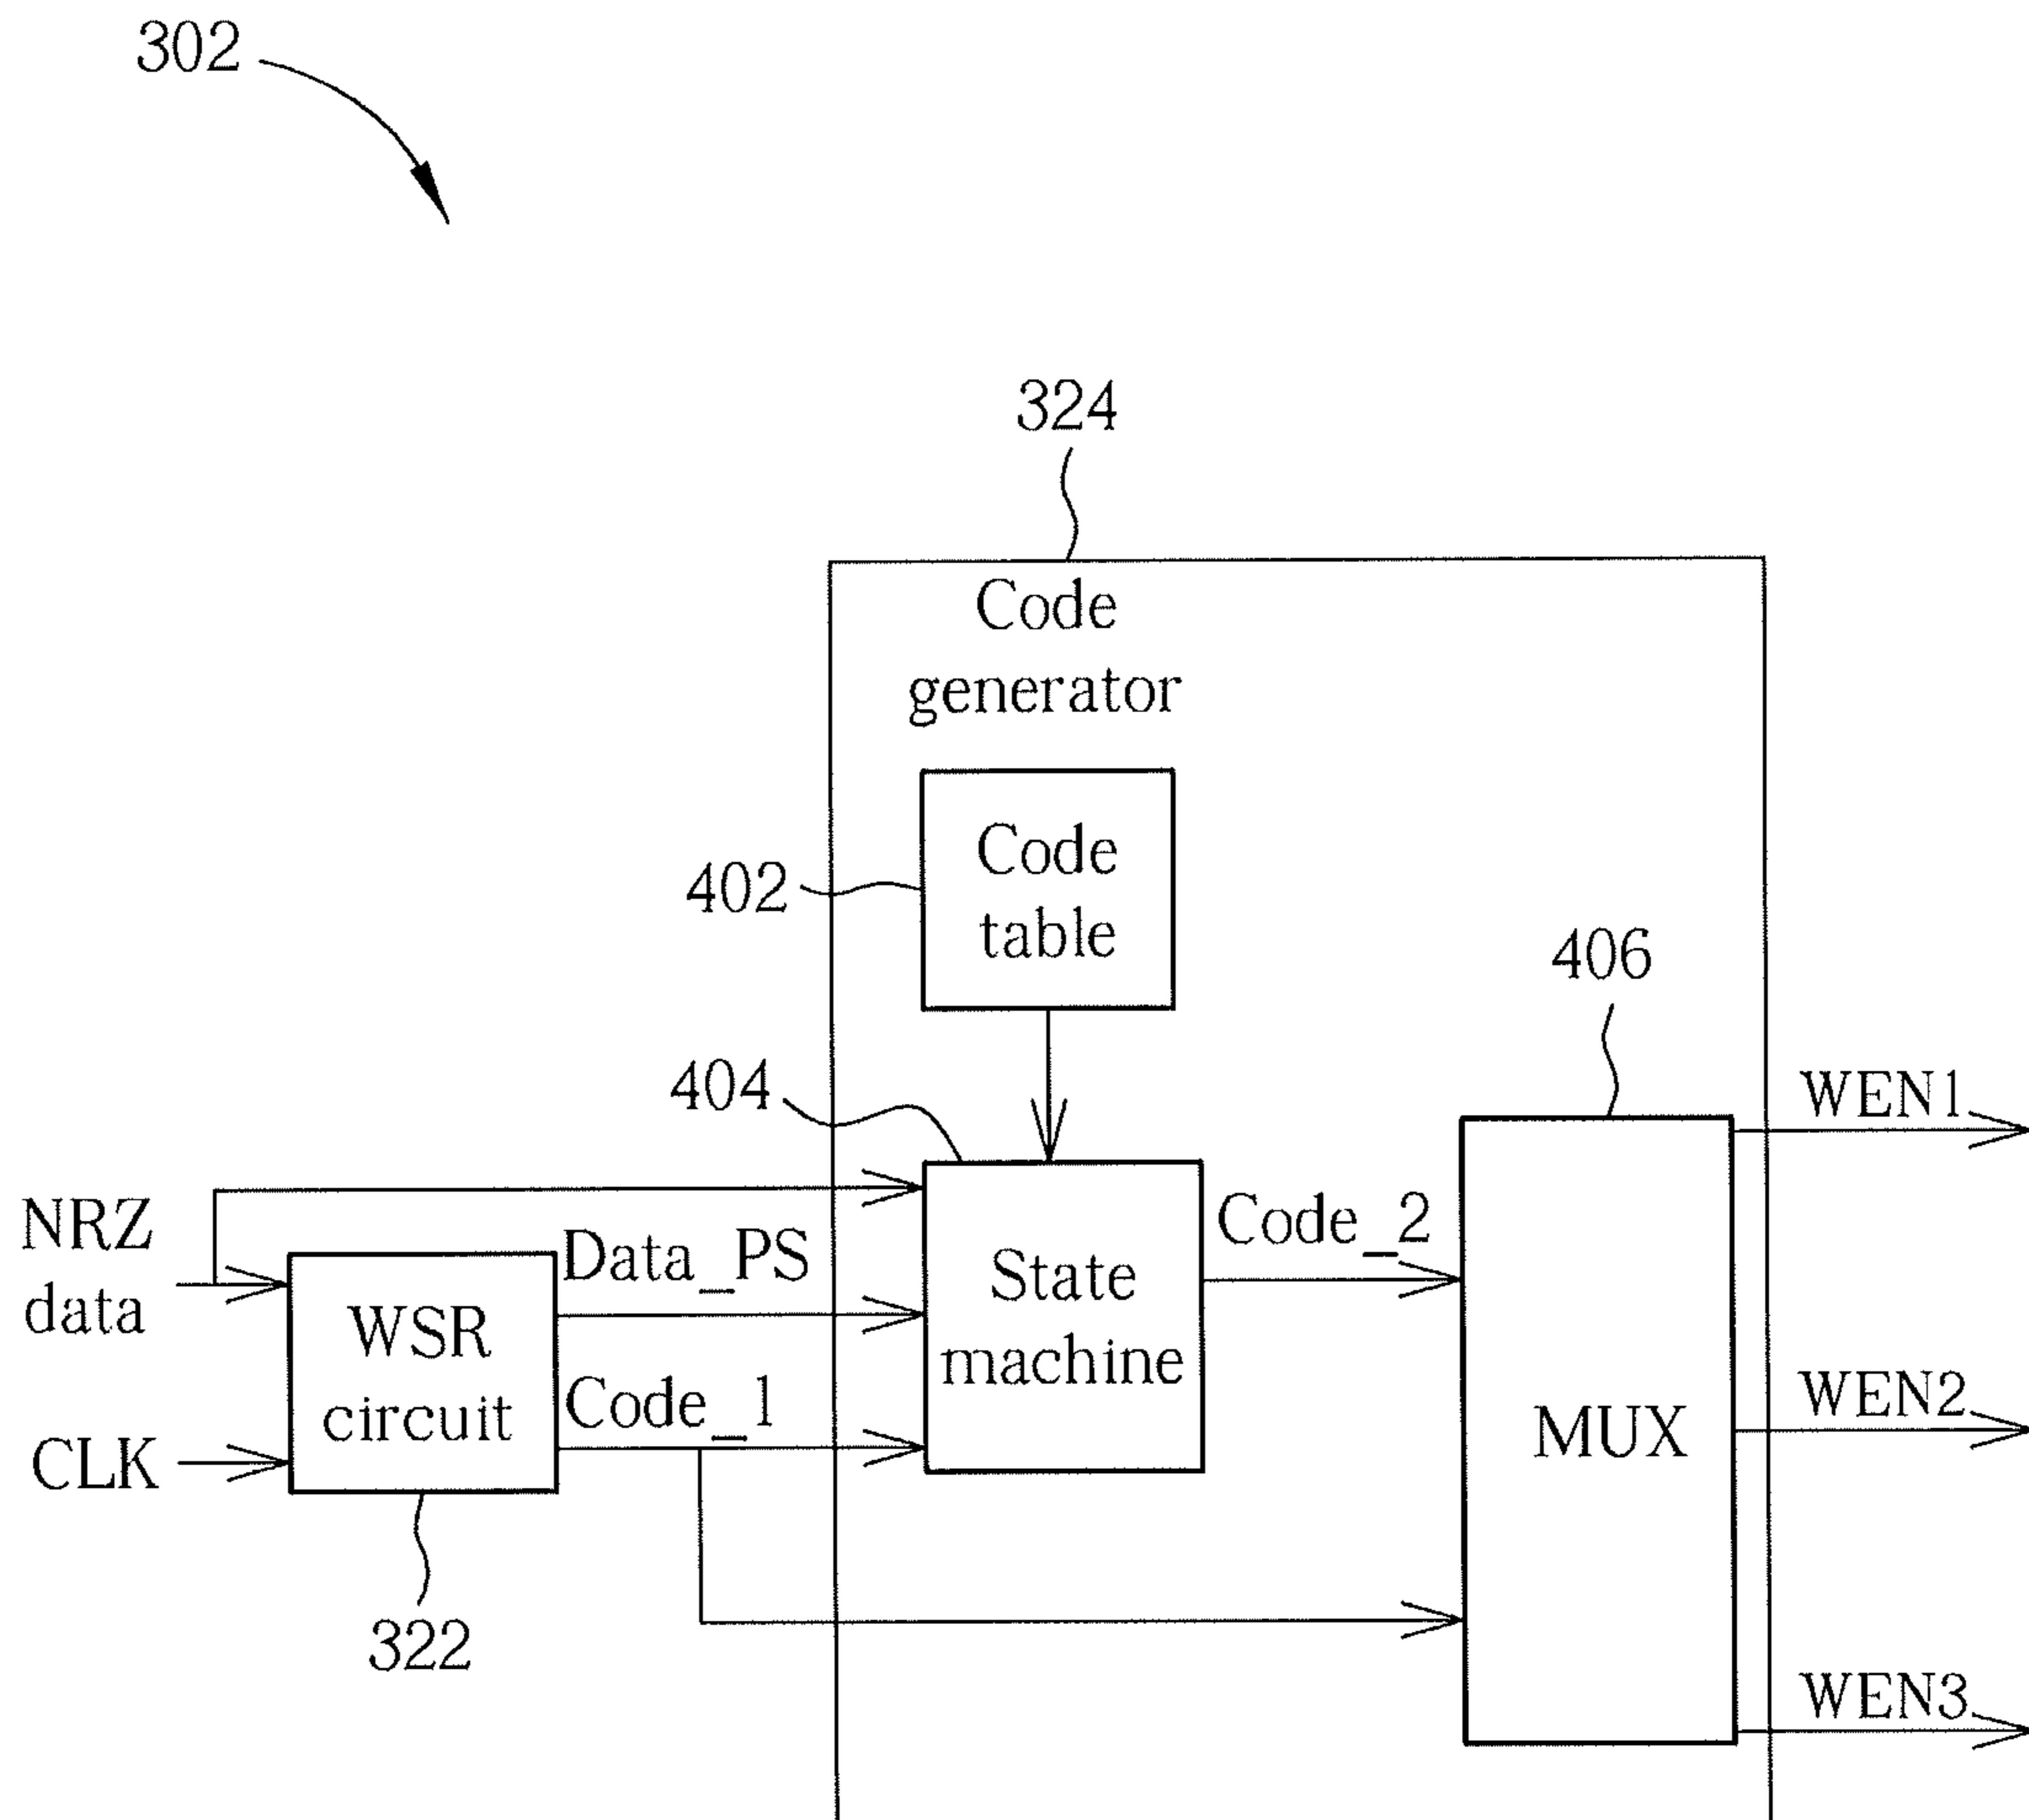 302
324
Code
generator
Code
table
402
406
404
WEN1
NRZ
data
Data_PS
Code_2
State
machine
WSR
circuit
Code_1
CLK
MUX
WEN2
322
WEN3